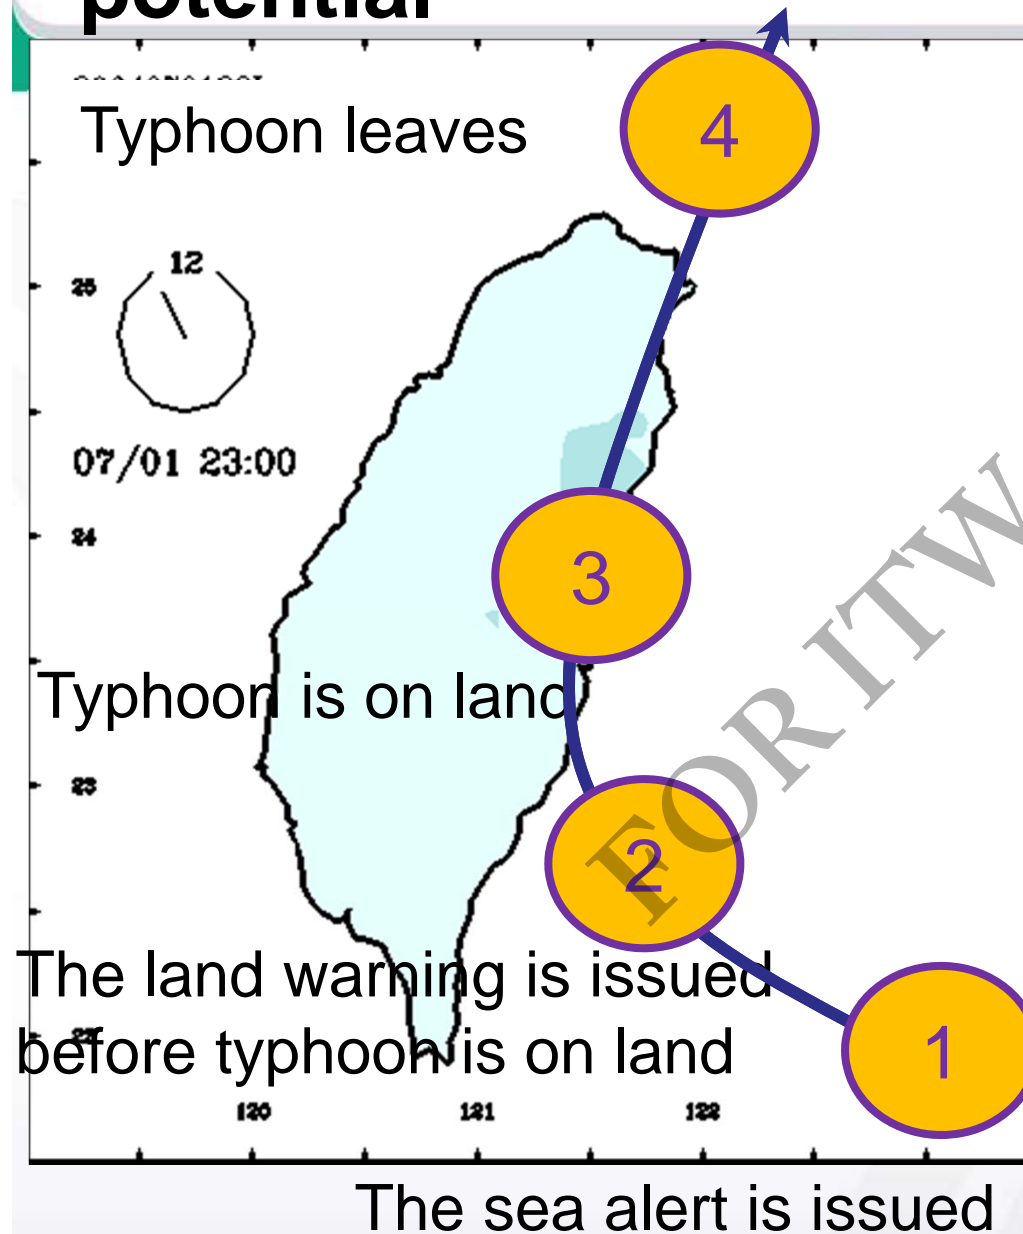 potential
Typhoon leaves
4
12
25
07/01 23:00
24
3
Typhoon is on land
23
2
FOR ITW
The land warning is issued
before typhoon is on land
1
120 121 122
The sea alert is issued